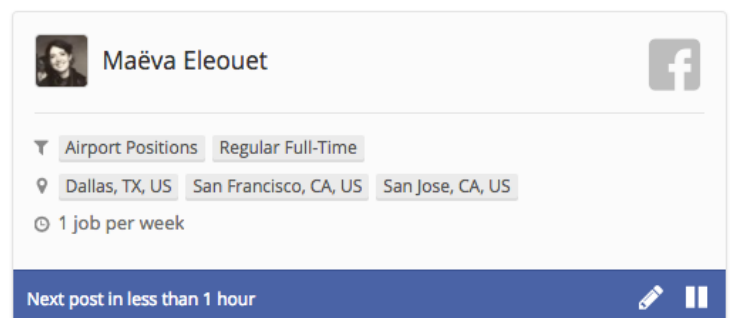 Maëva Eleouet
Airport Positions Regular Full-Time
Dallas, TX, US San Francisco, CA, US San Jose, CA, US
1 job per week
Next post in less than 1 hour